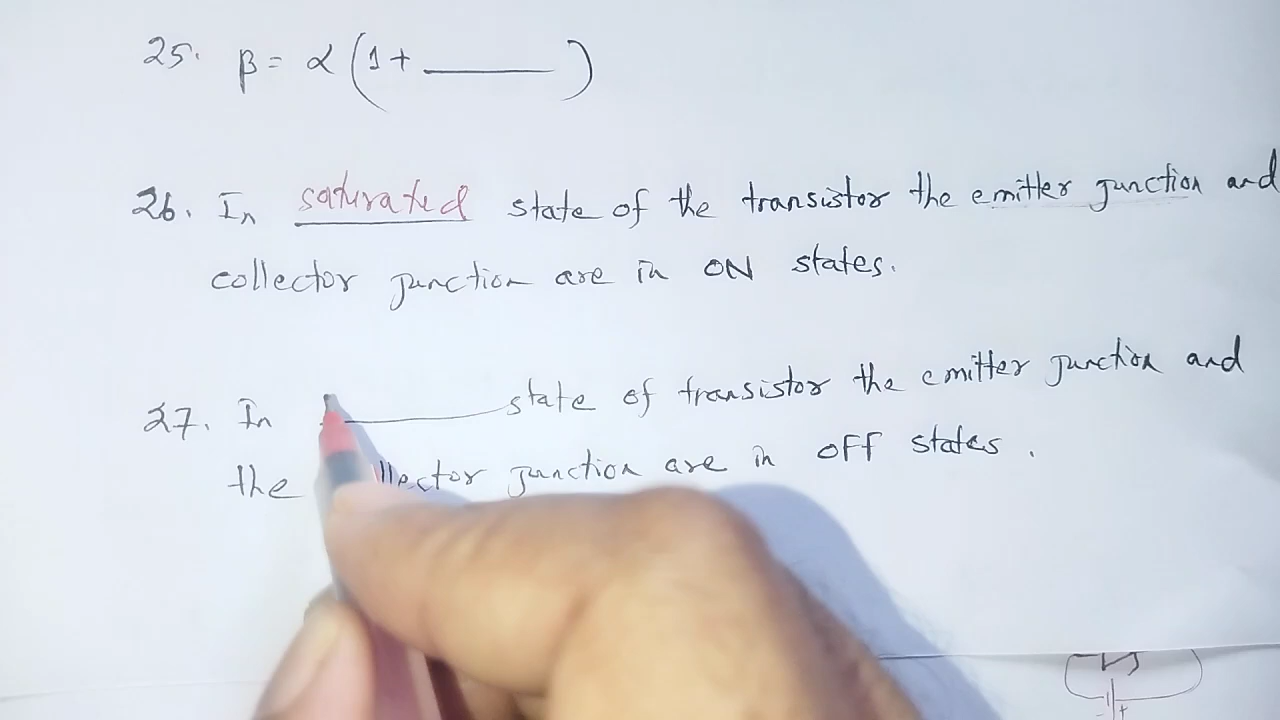 25. β = α (1 + ______ )
26. In saturated state of the transistor the emitter junction and
collector junction are in ON states.
27. In ______ state of transistor the emitter junction and
the llector junction are in OFF states.
- +